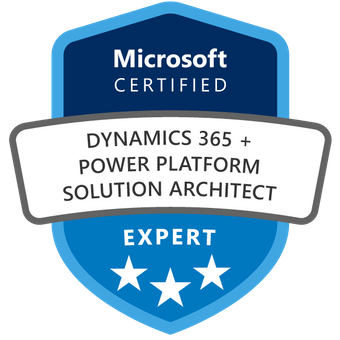 Microsoft
CERTIFIED
DYNAMICS 365 +
POWER PLATFORM
SOLUTION ARCHITECT
EXPERT